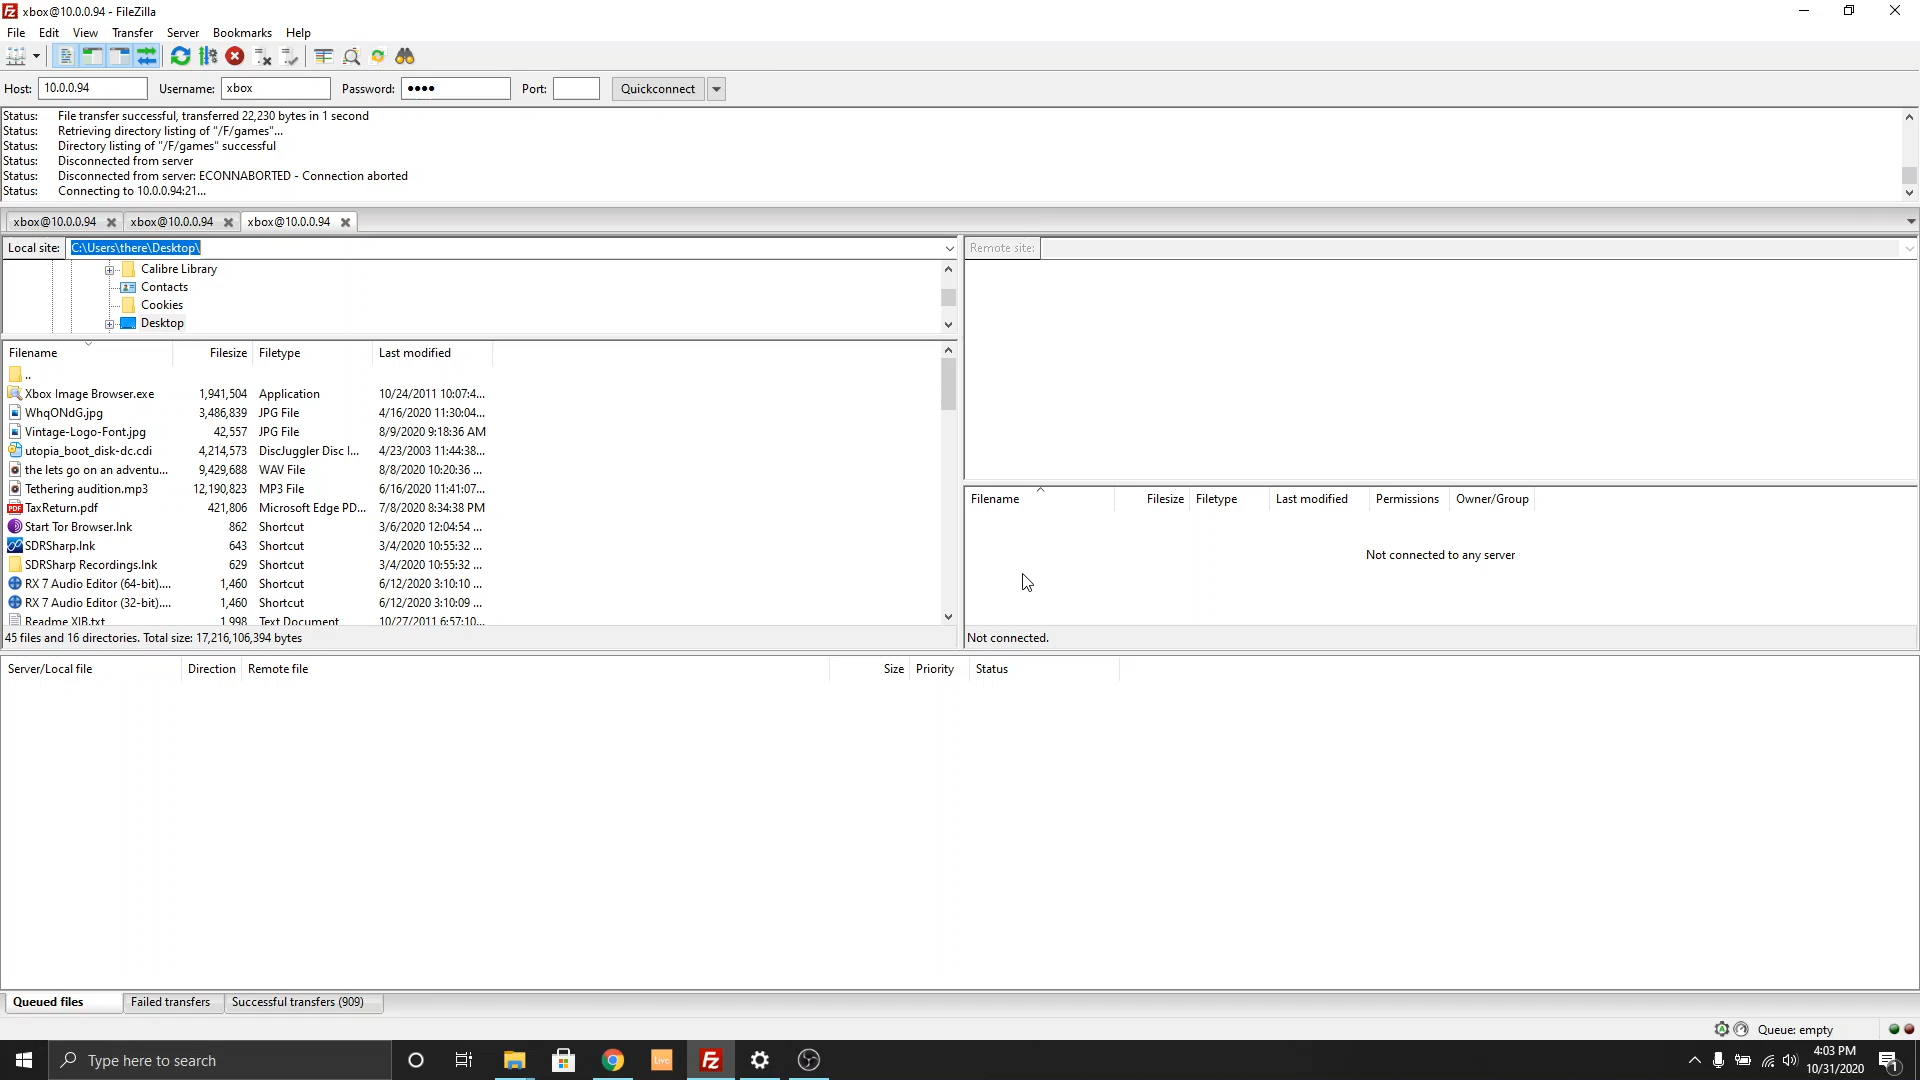 xbox@10.0.0.94 - FileZilla
File Edit View Transfer Server Bookmarks Help
Host: 10.0.0.94 Username: xbox Password: ●●●● Port: Quickconnect
Status: File transfer successful, transferred 22,230 bytes in 1 second
Status: Retrieving directory listing of "/F/games"...
Status: Directory listing of "/F/games" successful
Status: Disconnected from server
Status: Disconnected from server: ECONNABORTED - Connection aborted
Status: Connecting to 10.0.0.94:21...
xbox@10.0.0.94 xbox@10.0.0.94 xbox@10.0.0.94
Local site: C:\Users\there\Desktop\
Calibre Library
Contacts
Cookies
Desktop
Filename Filesize Filetype Last modified
..
Xbox Image Browser.exe 1,941,504 Application 10/24/2011 10:07:4...
WhqONdG.jpg 3,486,839 JPG File 4/16/2020 11:30:04...
Vintage-Logo-Font.jpg 42,557 JPG File 8/9/2020 9:18:36 AM
utopia_boot_disk-dc.cdi 4,214,573 DiscJuggler Disc I... 4/23/2003 11:44:38...
the lets go on an adventu... 9,429,688 WAV File 8/8/2020 10:20:36 ...
Tethering audition.mp3 12,190,823 MP3 File 6/16/2020 11:41:07...
TaxReturn.pdf 421,806 Microsoft Edge PD... 7/8/2020 8:34:38 PM
Start Tor Browser.lnk 862 Shortcut 3/6/2020 12:04:54 ...
SDRSharp.lnk 643 Shortcut 3/4/2020 10:55:32 ...
SDRSharp Recordings.lnk 629 Shortcut 3/4/2020 10:55:32 ...
RX 7 Audio Editor (64-bit).... 1,460 Shortcut 6/12/2020 3:10:10 ...
RX 7 Audio Editor (32-bit).... 1,460 Shortcut 6/12/2020 3:10:09 ...
Readme XIB.txt 1,998 Text Document 10/27/2011 6:57:10...
45 files and 16 directories. Total size: 17,216,106,394 bytes
Remote site:
Filename Filesize Filetype Last modified Permissions Owner/Group
Not connected to any server
Not connected.
Server/Local file Direction Remote file Size Priority Status
Queued files Failed transfers Successful transfers (909)
Queue: empty
Type here to search
Live
4:03 PM
10/31/2020
1